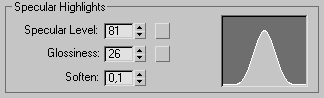 Specular Highlights
Specular Level: 81
Glossiness: 26
Soften: 0,1